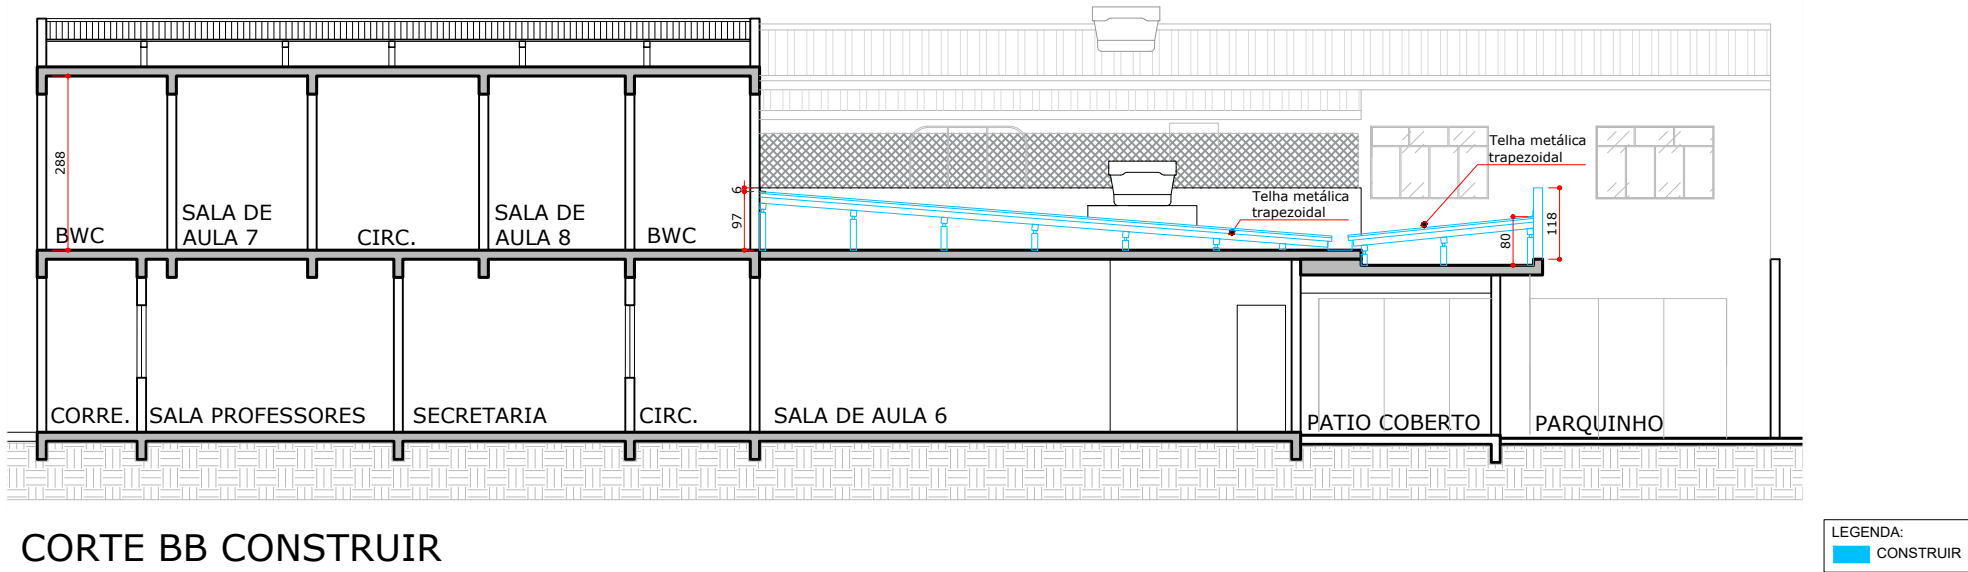 288
BWC
SALA DE
AULA 7
CIRC.
SALA DE
AULA 8
BWC
6
97
Telha metálica
trapezoidal
Telha metálica
trapezoidal
80
118
CORRE.
SALA PROFESSORES
SECRETARIA
CIRC.
SALA DE AULA 6
PATIO COBERTO
PARQUINHO
CORTE BB CONSTRUIR
LEGENDA:
CONSTRUIR